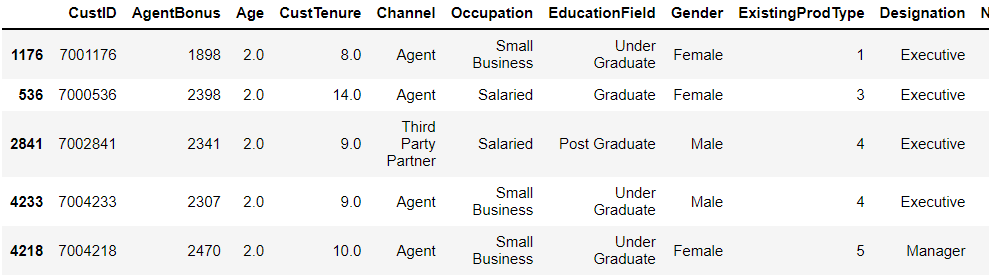 CustID AgentBonus Age CustTenure Channel Occupation EducationField Gender ExistingProdType Designation N
1176 7001176 1898 2.0 8.0 Agent Small Business Under Graduate Female 1 Executive
536 7000536 2398 2.0 14.0 Agent Salaried Graduate Female 3 Executive
2841 7002841 2341 2.0 9.0 Third Party Partner Salaried Post Graduate Male 4 Executive
4233 7004233 2307 2.0 9.0 Agent Small Business Under Graduate Male 4 Executive
4218 7004218 2470 2.0 10.0 Agent Small Business Under Graduate Female 5 Manager